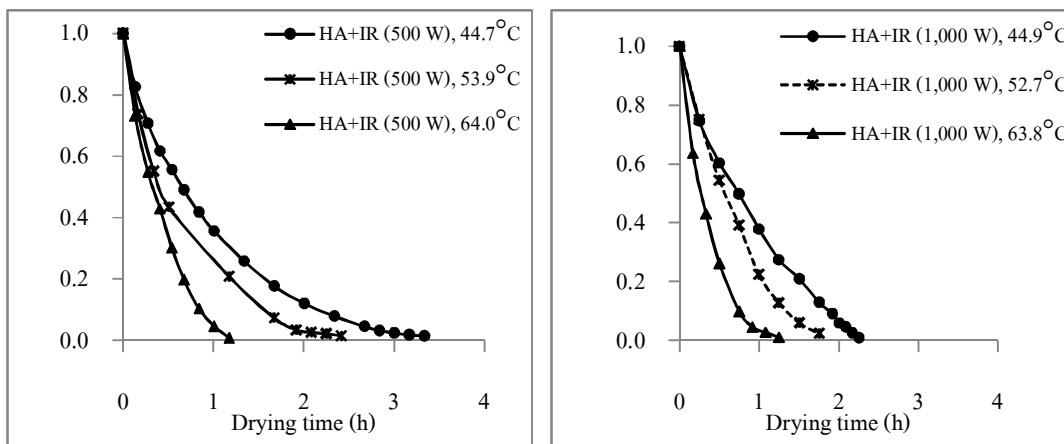 HA+IR (500 W), 44.7°C
HA+IR (500 W), 53.9°C
HA+IR (500 W), 64.0°C
1.0
0.8
0.6
0.4
0.2
0.0
0 1 2 3 4
Drying time (h)
HA+IR (1,000 W), 44.9°C
HA+IR (1,000 W), 52.7°C
HA+IR (1,000 W), 63.8°C
1.0
0.8
0.6
0.4
0.2
0.0
0 1 2 3 4
Drying time (h)